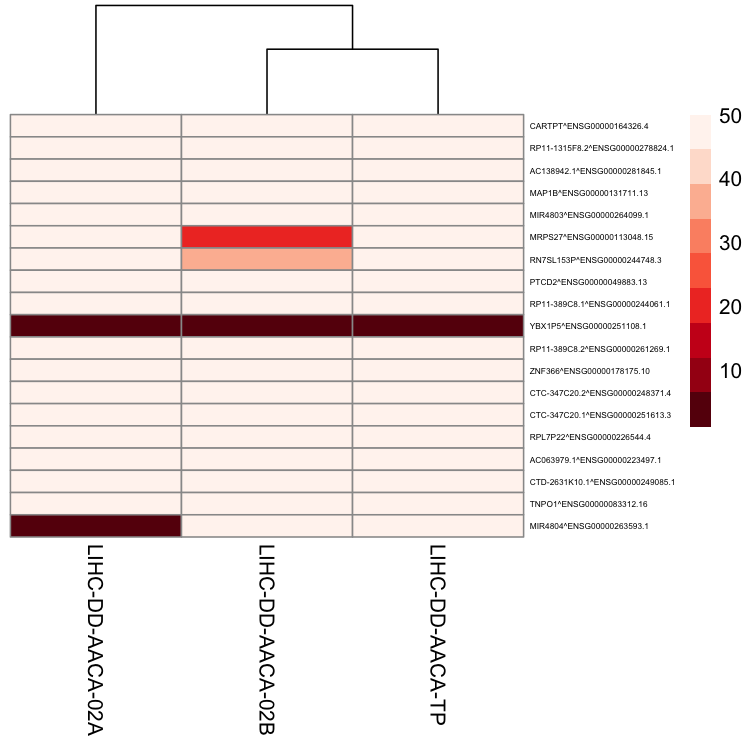 CARTPT^ENSG00000164326.4
RP11-1315F8.2^ENSG00000278824.1
AC138942.1^ENSG00000281845.1
MAP1B^ENSG00000131711.13
MIR4803^ENSG00000264099.1
MRPS27^ENSG00000113048.15
RN7SL153P^ENSG00000244748.3
PTCD2^ENSG00000049883.13
RP11-389C8.1^ENSG00000244061.1
YBX1P5^ENSG00000251108.1
RP11-389C8.2^ENSG00000261269.1
ZNF366^ENSG00000178175.10
CTC-347C20.2^ENSG00000248371.4
CTC-347C20.1^ENSG00000251613.3
RPL7P22^ENSG00000226544.4
AC063979.1^ENSG00000223497.1
CTD-2631K10.1^ENSG00000249085.1
TNPO1^ENSG00000083312.16
MIR4804^ENSG00000263593.1
50
40
30
20
10
LIHC-DD-AACA-02A
LIHC-DD-AACA-02B
LIHC-DD-AACA-TP